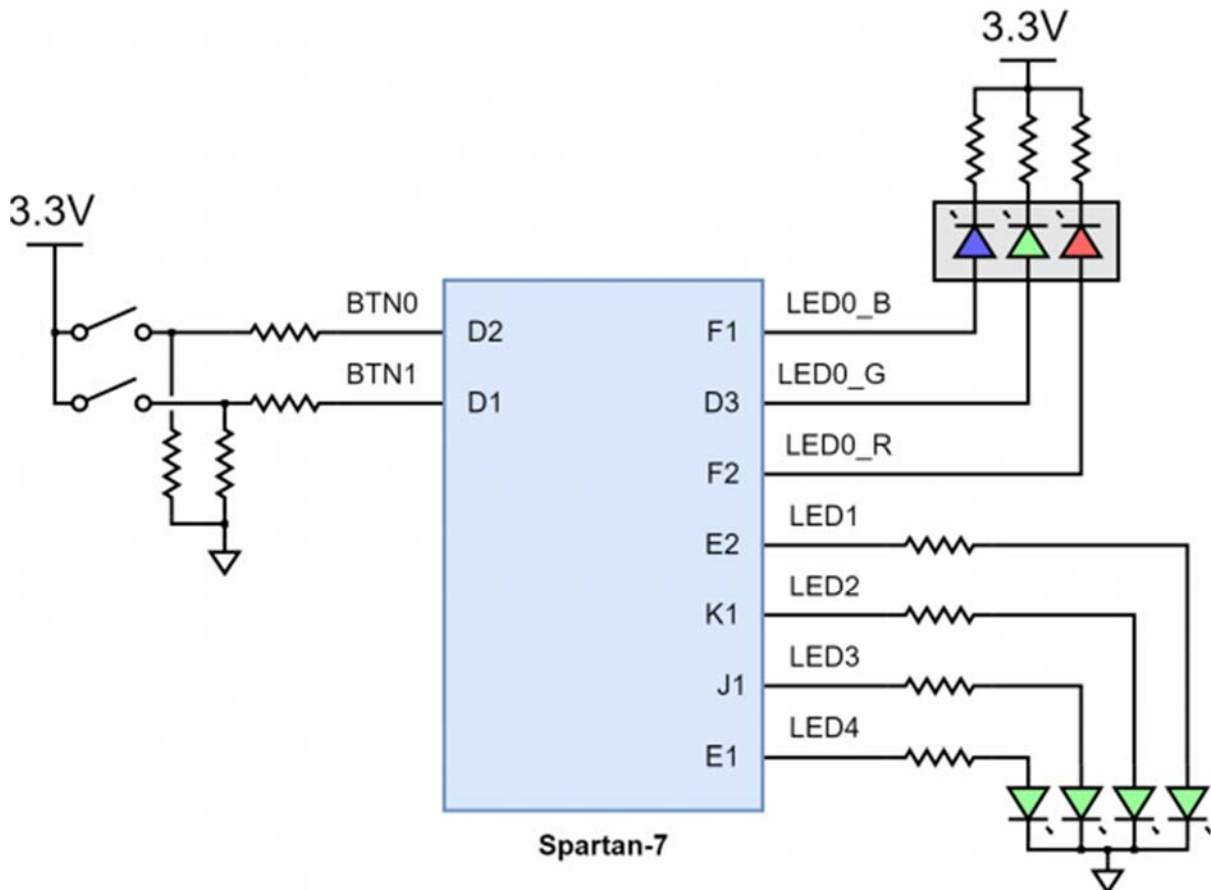 3.3V
3.3V
BTN0
D2
F1
LED0_B
BTN1
D1
D3
LED0_G
F2
LED0_R
E2
LED1
K1
LED2
J1
LED3
E1
LED4
Spartan-7